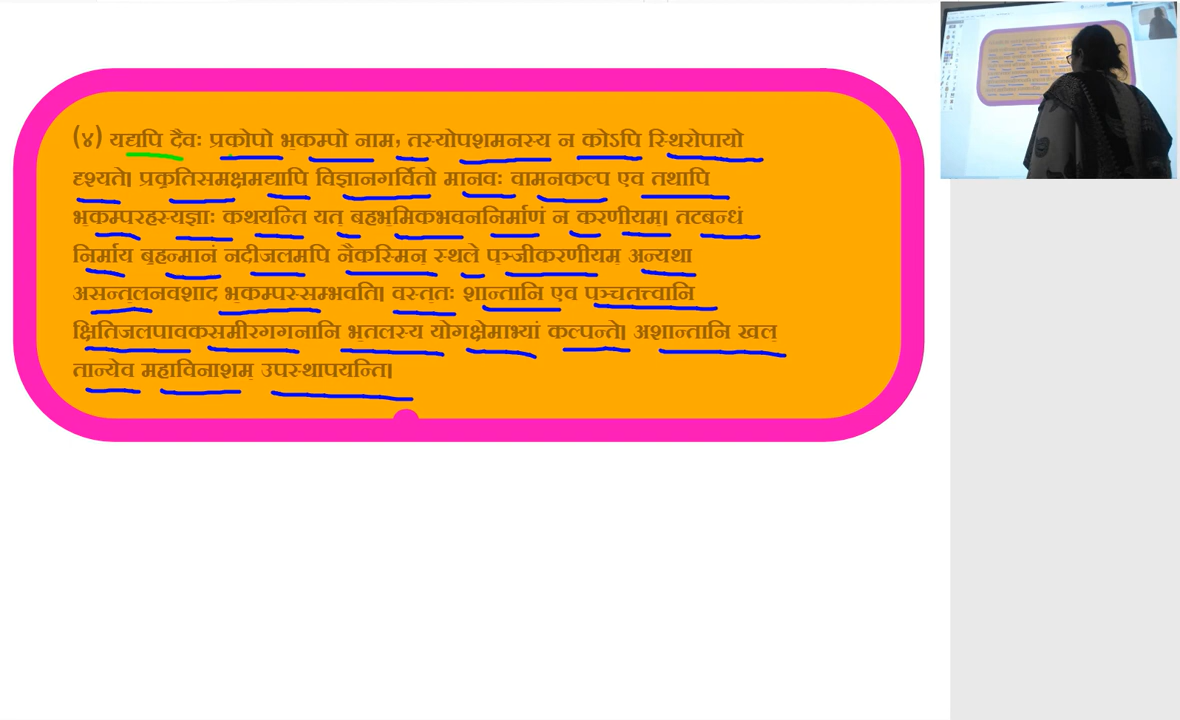 (४) यद्यपि दैवः प्रकोपो भूकम्पो नाम, तस्योपशमनस्य न कोऽपि स्थिरोपायो
दृश्यते। प्रकृतिसमक्षमद्यापि विज्ञानगर्वितो मानवः वामनकल्प एव तथापि
भूकम्परहस्यज्ञाः कथयन्ति यत् बहुभूमिकभवननिर्माणं न करणीयम्। तटबन्धं
निर्माय बृहन्मात्रं नदीजलमपि नैकस्मिन् स्थले पुञ्जीकरणीयम् अन्यथा
असन्तुलनवशाद् भूकम्पस्सम्भवति। वस्तुतः शान्तानि एव पञ्चतत्त्वानि
क्षितिजलपावकसमीरगगनानि भूतलस्य योगक्षेमाभ्यां कल्पन्ते। अशान्तानि खलु
तान्येव महाविनाशम् उपस्थापयन्ति।